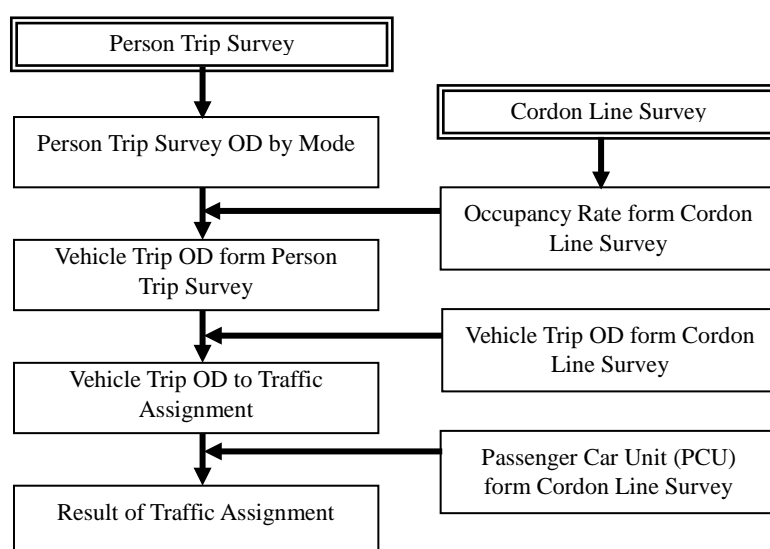 Person Trip Survey
Cordon Line Survey
Person Trip Survey OD by Mode
Occupancy Rate form Cordon
Line Survey
Vehicle Trip OD form Person
Trip Survey
Vehicle Trip OD form Cordon
Line Survey
Vehicle Trip OD to Traffic
Assignment
Passenger Car Unit (PCU)
form Cordon Line Survey
Result of Traffic Assignment